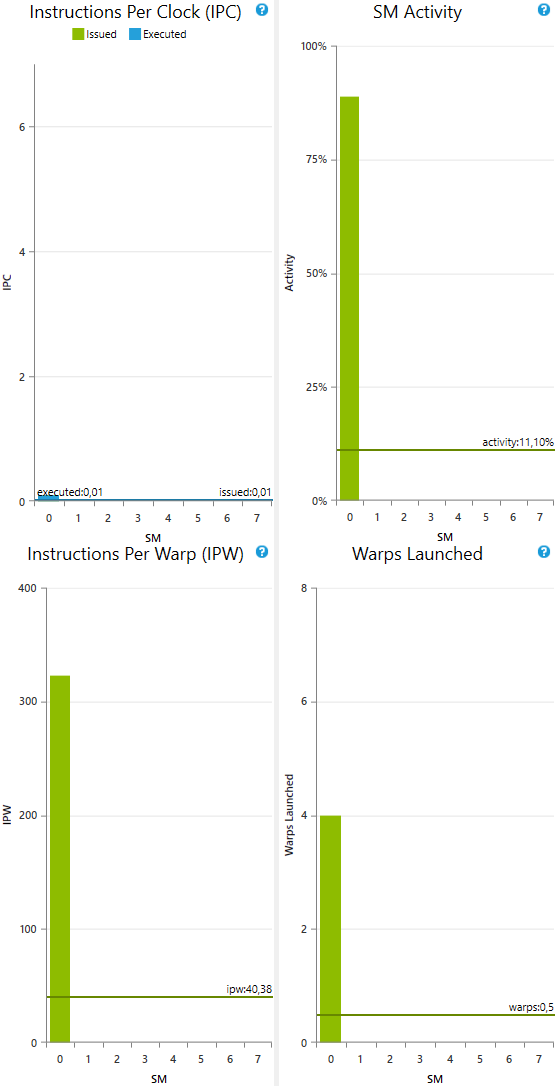 Instructions Per Clock (IPC) ?
Issued Executed
6
4
2
0
IPC
executed:0,01 issued:0,01
0 1 2 3 4 5 6 7
SM
SM Activity ?
100%
75%
50%
25%
0%
Activity
activity:11,10%
0 1 2 3 4 5 6 7
SM
Instructions Per Warp (IPW) ?
400
300
200
100
0
IPW
ipw:40,38
0 1 2 3 4 5 6 7
SM
Warps Launched ?
8
6
4
2
0
Warps Launched
warps:0,5
0 1 2 3 4 5 6 7
SM